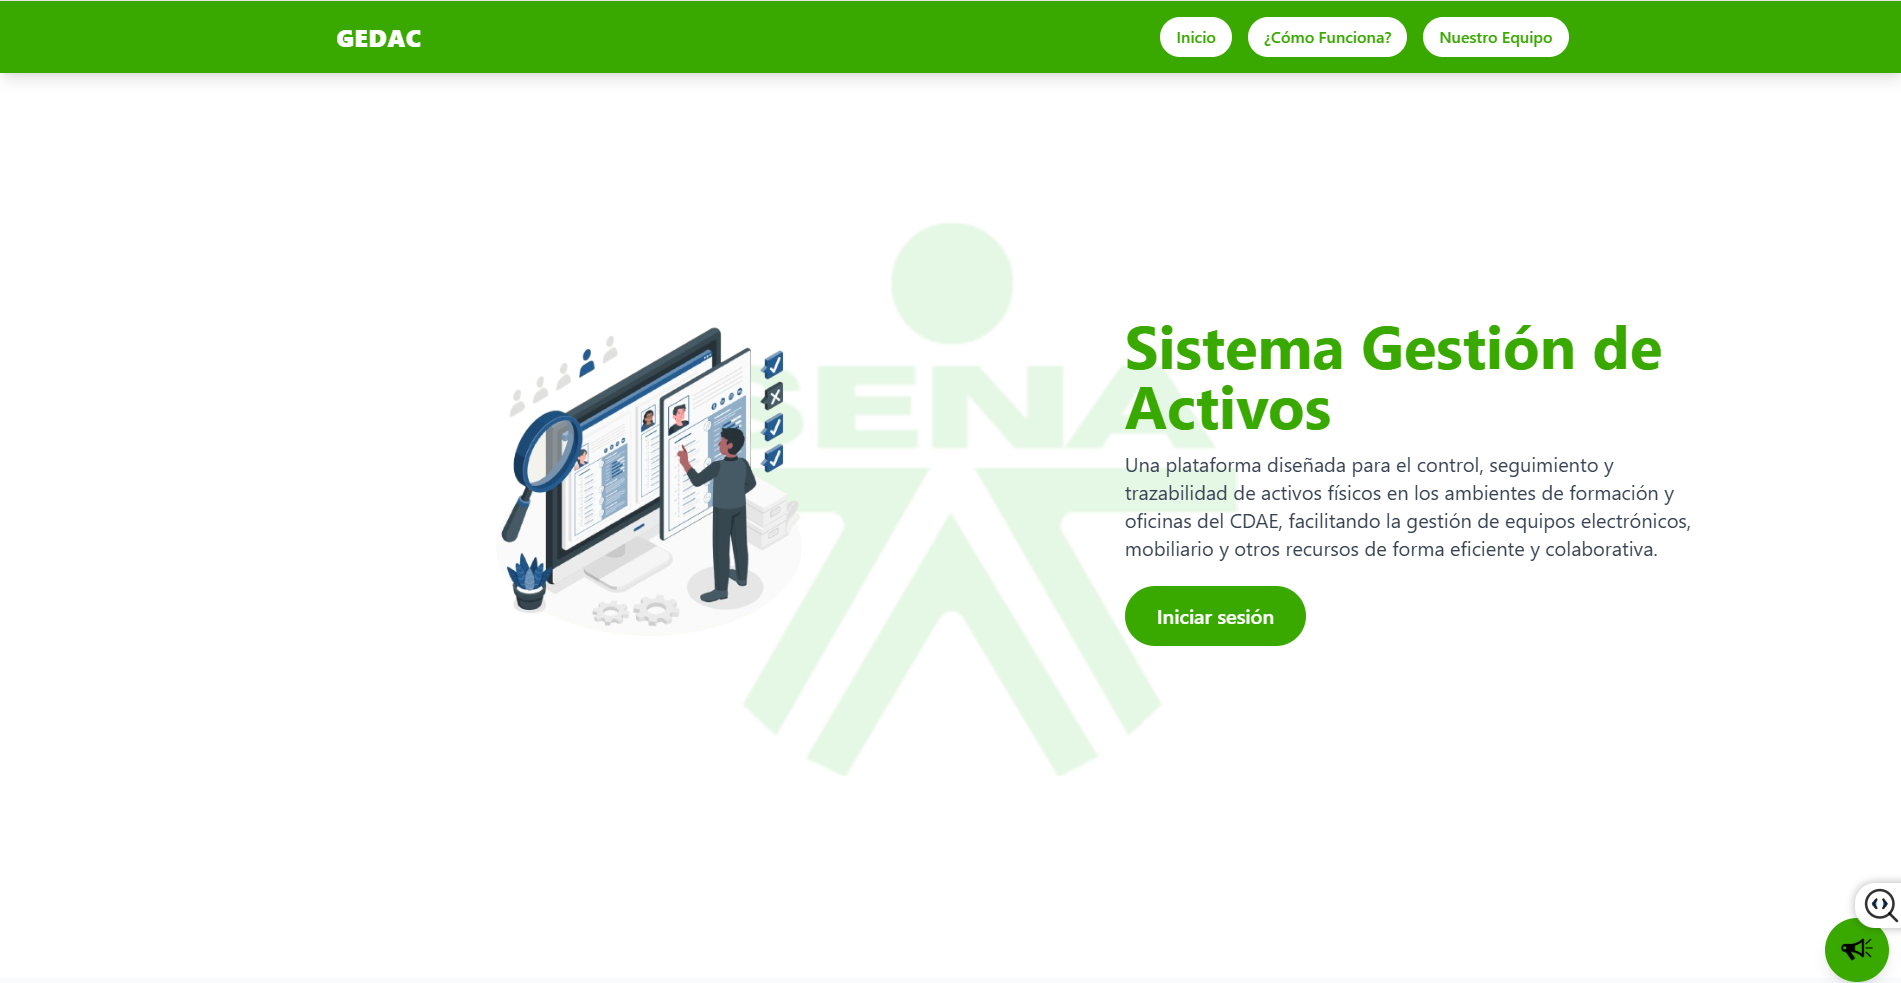 GEDAC
Inicio
¿Cómo Funciona?
Nuestro Equipo
SENA
Sistema Gestión de
Activos
Una plataforma diseñada para el control, seguimiento y
trazabilidad de activos físicos en los ambientes de formación y
oficinas del CDAE, facilitando la gestión de equipos electrónicos,
mobiliario y otros recursos de forma eficiente y colaborativa.
Iniciar sesión